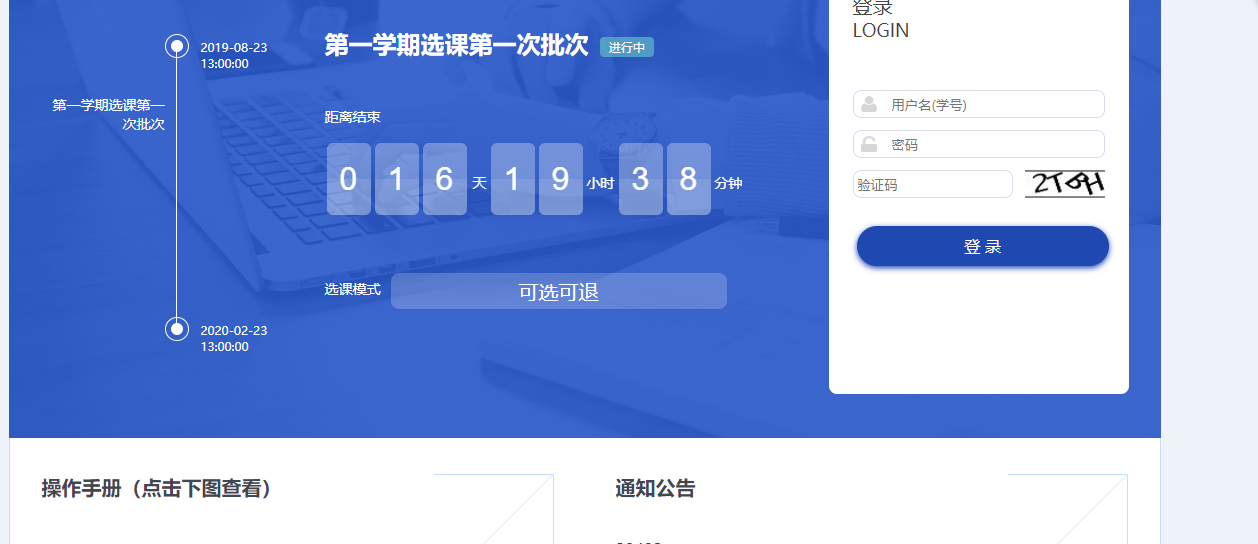 登录
LOGIN
2019-08-23
13:00:00
第一学期选课第一次批次
进行中
第一学期选课第一
次批次
距离结束
0 1 6 天 1 9 小时 3 8 分钟
用户名(学号)
密码
验证码
登 录
选课模式
可选可退
2020-02-23
13:00:00
操作手册（点击下图查看）
通知公告